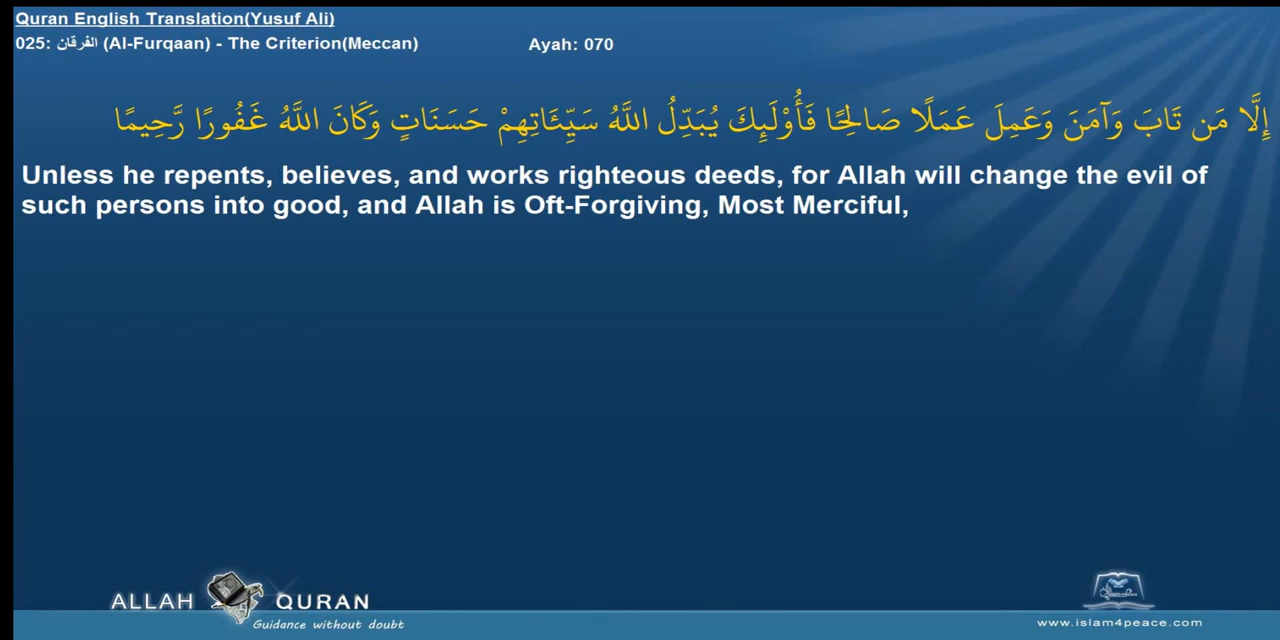 Quran English Translation(Yusuf Ali)
025: الفرقان (Al-Furqaan) - The Criterion(Meccan) Ayah: 070
إِلَّا مَن تَابَ وَآمَنَ وَعَمِلَ عَمَلًا صَالِحًا فَأُوْلَئِكَ يُبَدِّلُ اللَّهُ سَيِّئَاتِهِمْ حَسَنَاتٍ وَكَانَ اللَّهُ غَفُورًا رَّحِيمًا
Unless he repents, believes, and works righteous deeds, for Allah will change the evil of
such persons into good, and Allah is Oft-Forgiving, Most Merciful,
ALLAH QURAN
Guidance without doubt
www.islam4peace.com